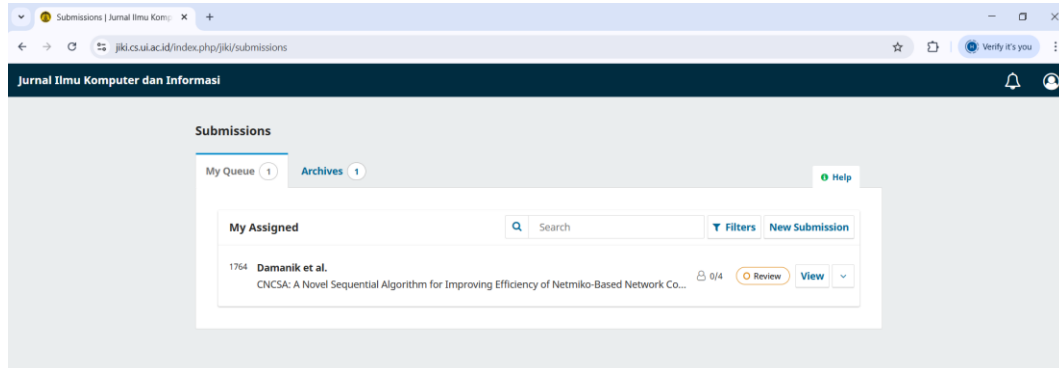 Submissions | Jurnal Ilmu Komp
jiki.cs.ui.ac.id/index.php/jiki/submissions
Verify it's you
Jurnal Ilmu Komputer dan Informasi
Submissions
My Queue 1 Archives 1
Help
My Assigned Search Filters New Submission
1764 Damanik et al.
CNCSA: A Novel Sequential Algorithm for Improving Efficiency of Netmiko-Based Network Co...
0/4 Review View